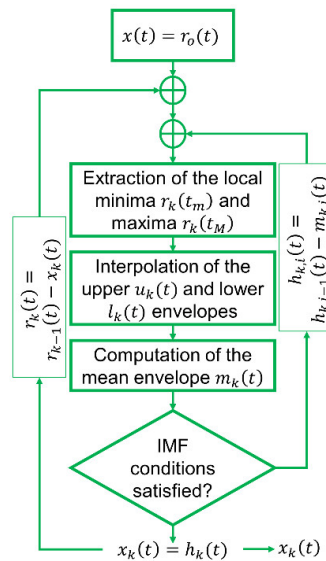 x(t) = r_o(t)
Extraction of the local
minima r_k(t_m) and
maxima r_k(t_M)
Interpolation of the
upper u_k(t) and lower
l_k(t) envelopes
Computation of the
mean envelope m_k(t)
IMF
conditions
satisfied?
x_k(t) = h_k(t)
x_k(t)
r_k(t) =
r_{k-1}(t) − x_k(t)
h_{k,i}(t) =
h_{k,i-1}(t) − m_{k,i}(t)